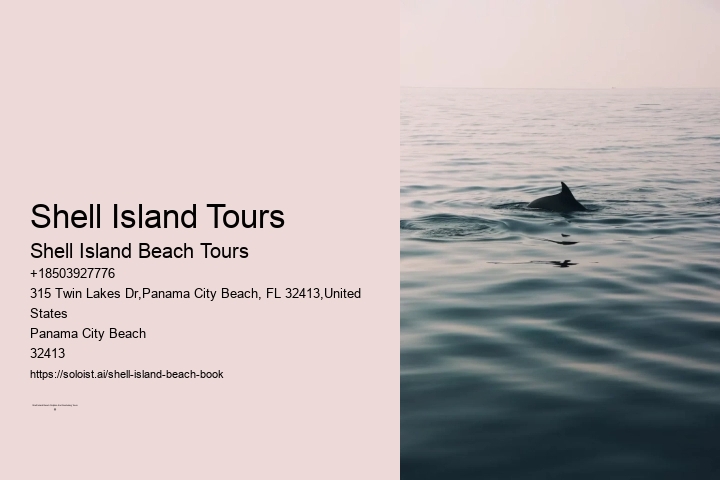 Shell Island Tours
Shell Island Beach Tours
+18503927776
315 Twin Lakes Dr,Panama City Beach, FL 32413,United
States
Panama City Beach
32413
https://soloist.ai/shell-island-beach-book